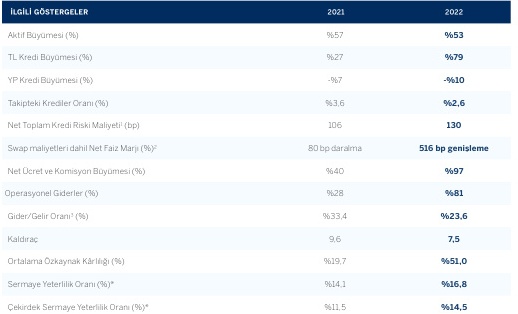 İLGİLİ GÖSTERGELER 2021 2022
Aktif Büyümesi (%) %57 %53
TL Kredi Büyümesi (%) %27 %79
YP Kredi Büyümesi (%) -%7 -%10
Takipteki Krediler Oranı (%) %3,6 %2,6
Net Toplam Kredi Riski Maliyeti¹ (bp) 106 130
Swap maliyetleri dahil Net Faiz Marjı (%)² 80 bp daralma 516 bp genişleme
Net Ücret ve Komisyon Büyümesi (%) %40 %97
Operasyonel Giderler (%) %28 %81
Gider/Gelir Oranı³ (%) %33,4 %23,6
Kaldıraç 9,6 7,5
Ortalama Özkaynak Kârlılığı (%) %19,7 %51,0
Sermaye Yeterlilik Oranı (%)* %14,1 %16,8
Çekirdek Sermaye Yeterlilik Oranı (%)* %11,5 %14,5